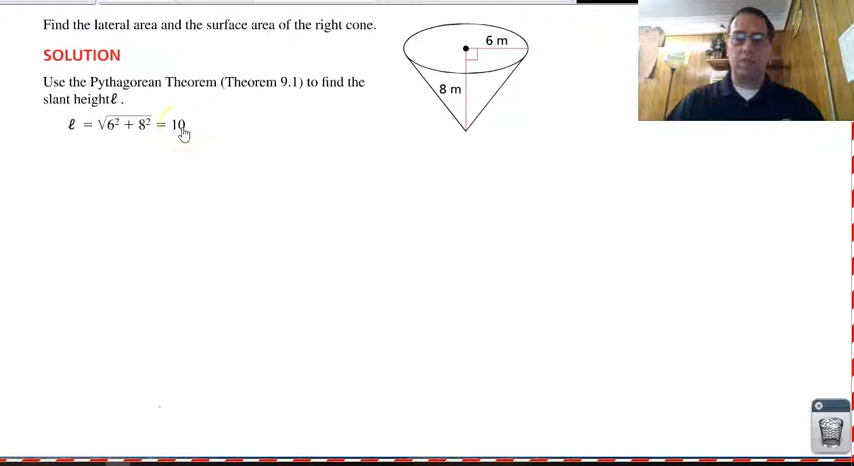 Find the lateral area and the surface area of the right cone.
SOLUTION
Use the Pythagorean Theorem (Theorem 9.1) to find the
slant height ℓ .
ℓ = √6² + 8² = 10
6 m
8 m